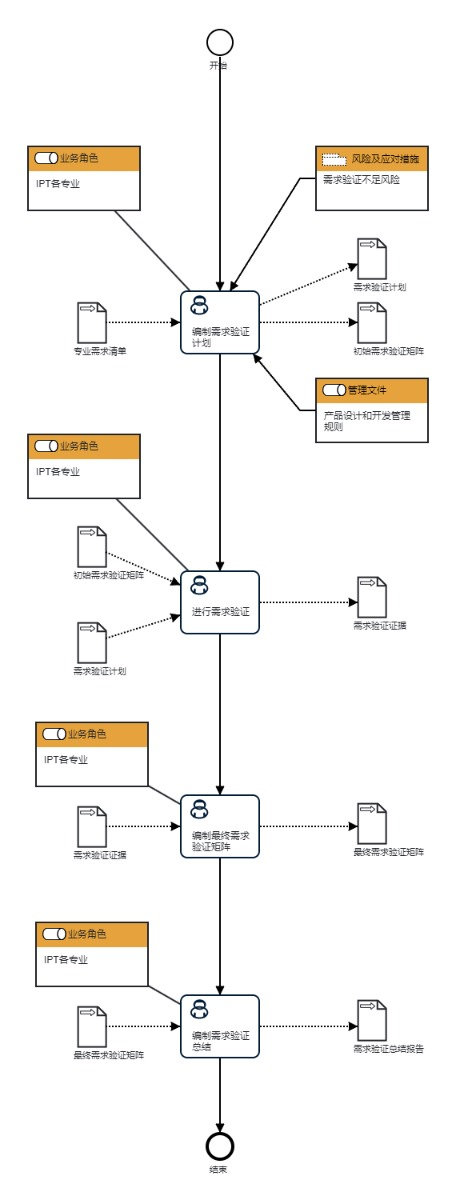 开始
业务角色
IPT各专业
风险及应对措施
需求验证不足风险
需求验证计划
专业需求清单
编制需求验证
计划
初始需求验证矩阵
管理文件
产品设计和开发管理
规则
业务角色
IPT各专业
初始需求验证矩阵
进行需求验证
需求验证证据
需求验证计划
业务角色
IPT各专业
需求验证证据
编制最终需求
验证矩阵
最终需求验证矩阵
业务角色
IPT各专业
最终需求验证矩阵
编制需求验证
总结
需求验证总结报告
结束